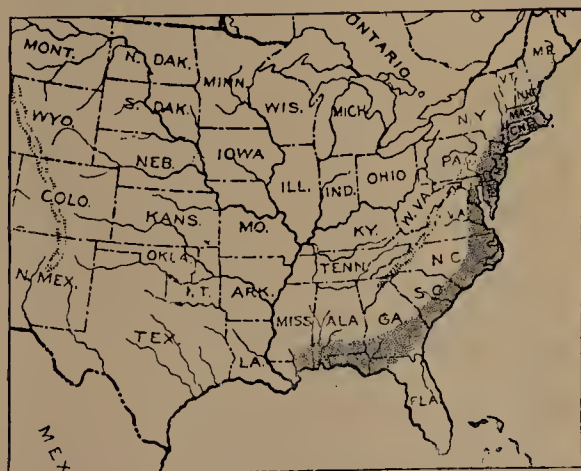 ONTARIO.
MONT.
N. DAK.
MINN.
ME.
VT.
N.H.
WYO.
S. DAK.
WIS.
MICH.
N.Y.
MASS.
NEB.
IOWA
ILL.
IND.
OHIO
PA.
COLO.
KANS.
MO.
KY.
W. VA.
VA.
OKLA.
I.T.
ARK.
TENN.
N.C.
N. MEX.
TEX.
LA.
MISS.
ALA
GA.
S.C.
FLA.
MEX